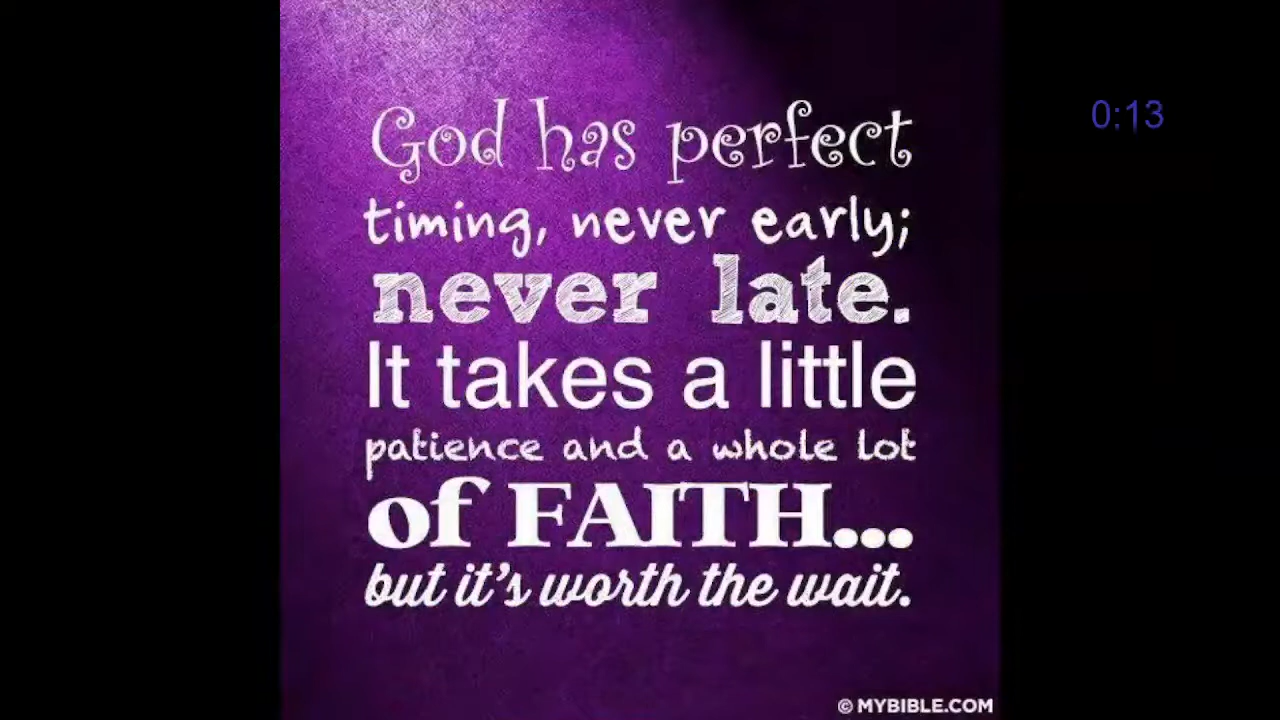 God has perfect
timing, never early;
never late.
It takes a little
patience and a whole lot
of FAITH...
but it's worth the wait.
0:13
© MYBIBLE.COM